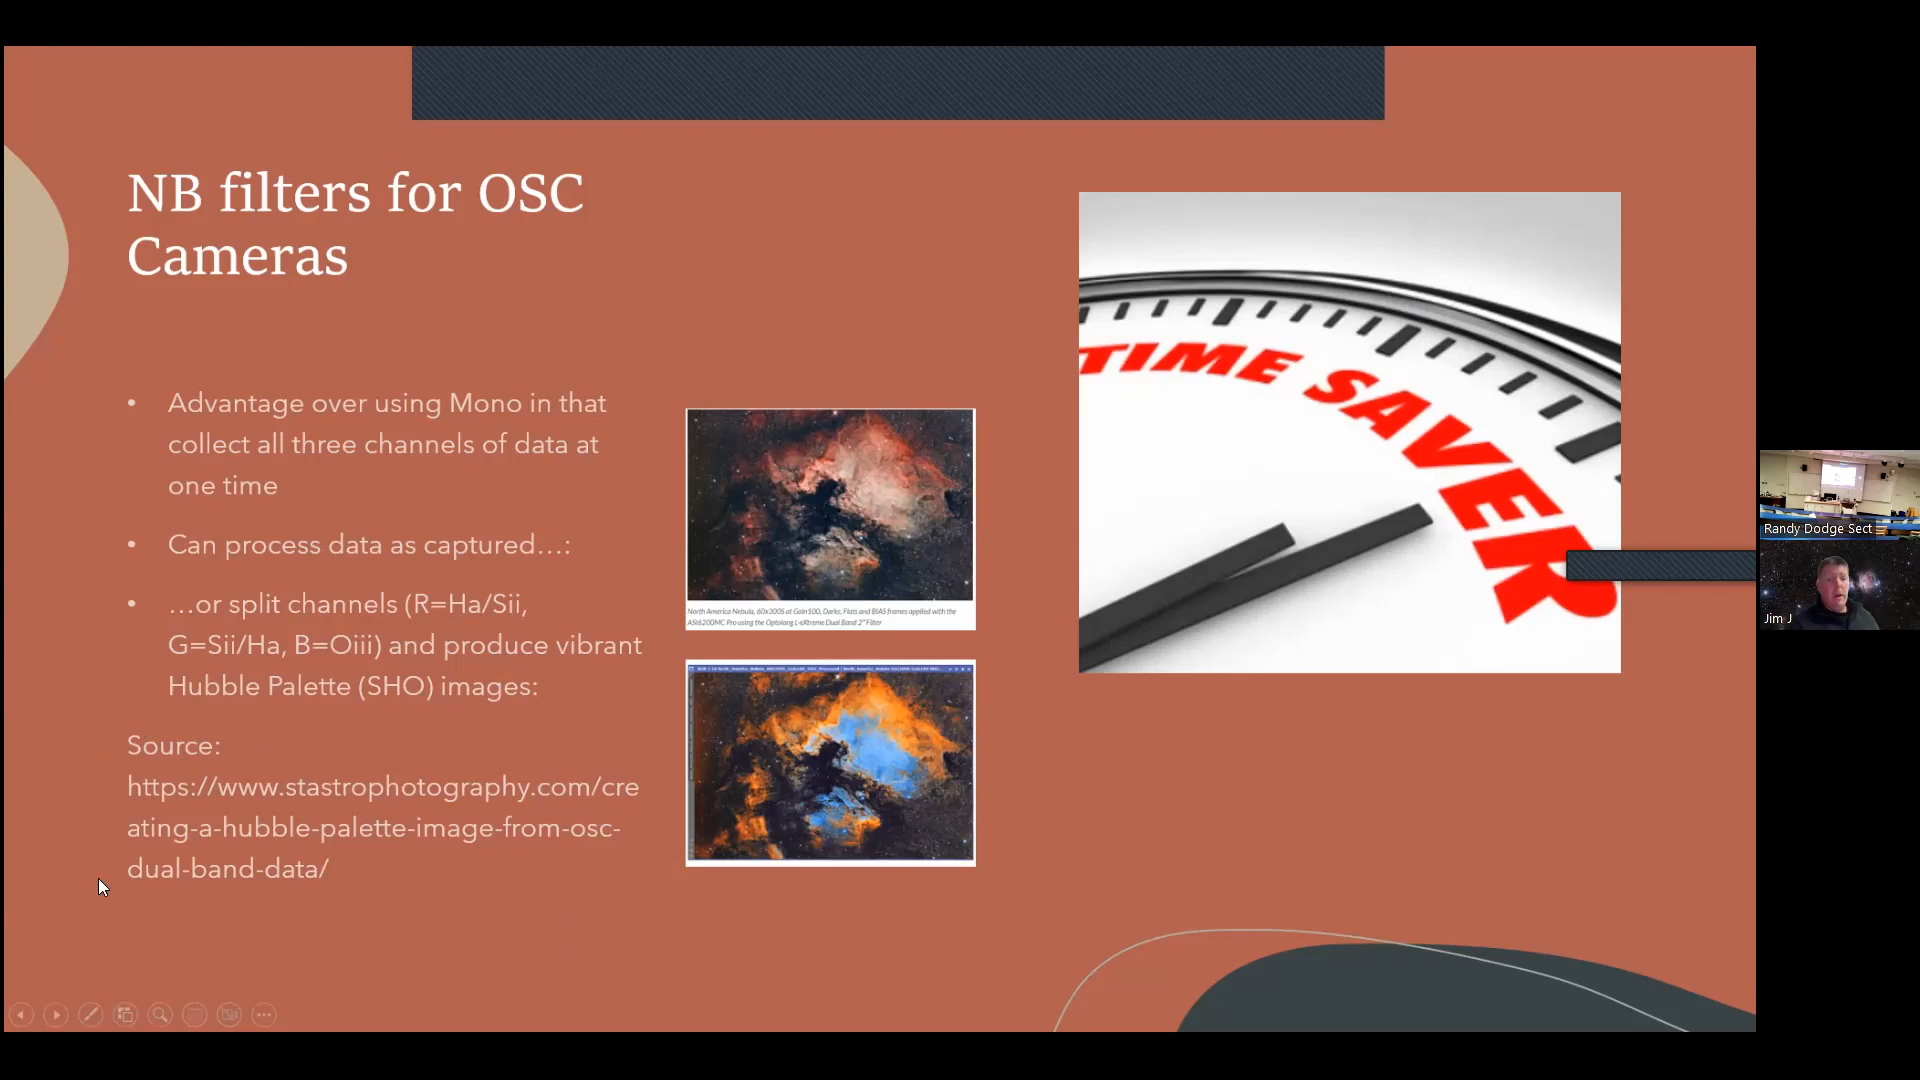 NB filters for OSC
Cameras
• Advantage over using Mono in that
collect all three channels of data at
one time
• Can process data as captured…:
• …or split channels (R=Ha/Sii,
G=Sii/Ha, B=Oiii) and produce vibrant
Hubble Palette (SHO) images:
Source:
https://www.stastrophotography.com/cre
ating-a-hubble-palette-image-from-osc-
dual-band-data/
North America Nebula, 60x300S at Gain100, Darks, Flats and BIAS frames applied with the
ASI6200MC Pro using the Optolong L-eXtreme Dual Band 2" Filter
TIME SAVER
Randy Dodge Sect
Jim J